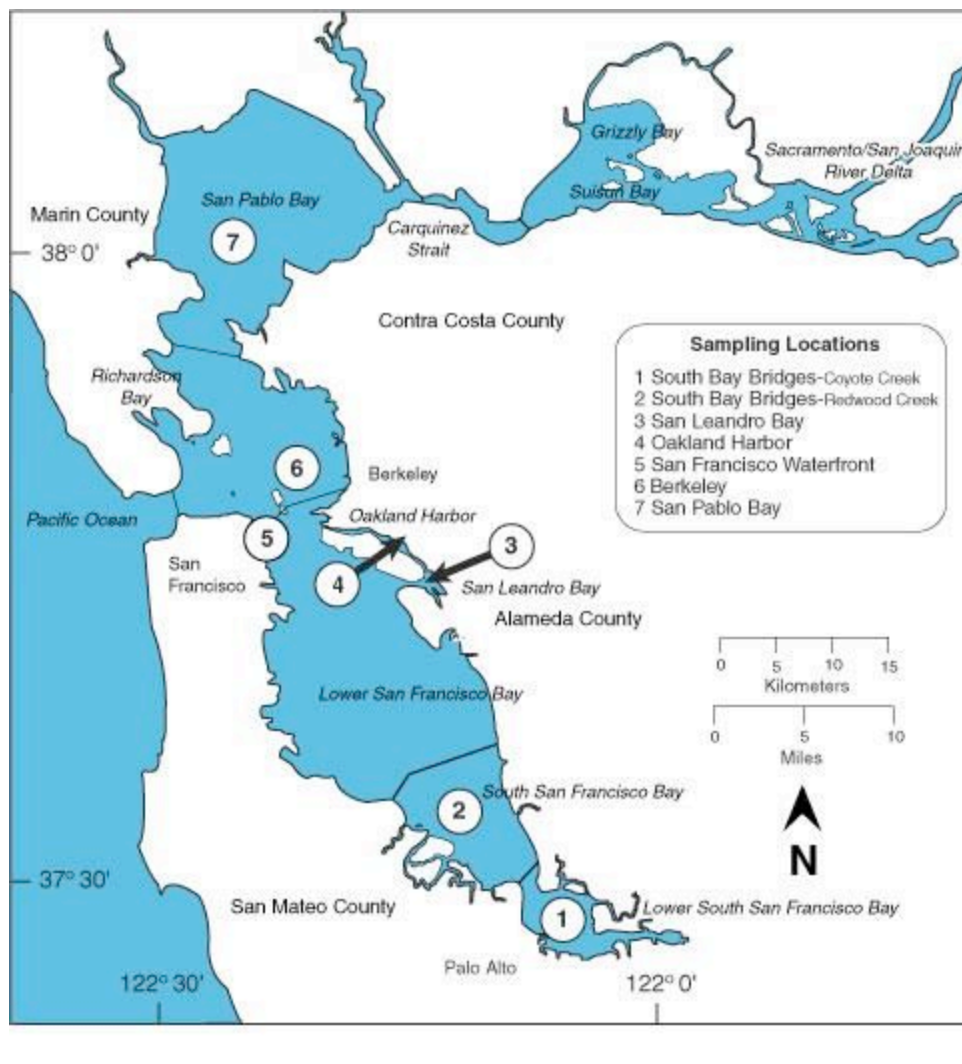 Grizzly Bay
Sacramento/San Joaquin
River Delta
San Pablo Bay
Suisun Bay
Marin County
Carquinez
Strait
7
38° 0'
Contra Costa County
Sampling Locations
1 South Bay Bridges-Coyote Creek
2 South Bay Bridges-Redwood Creek
3 San Leandro Bay
4 Oakland Harbor
5 San Francisco Waterfront
6 Berkeley
7 San Pablo Bay
Richardson
Bay
6
Berkeley
Pacific Ocean
Oakland Harbor
5
3
San
Francisco
4
San Leandro Bay
Alameda County
0 5 10 15
Kilometers
Lower San Francisco Bay
0 5 10
Miles
South San Francisco Bay
2
N
37° 30'
San Mateo County
Lower South San Francisco Bay
1
Palo Alto
122° 30'
122° 0'